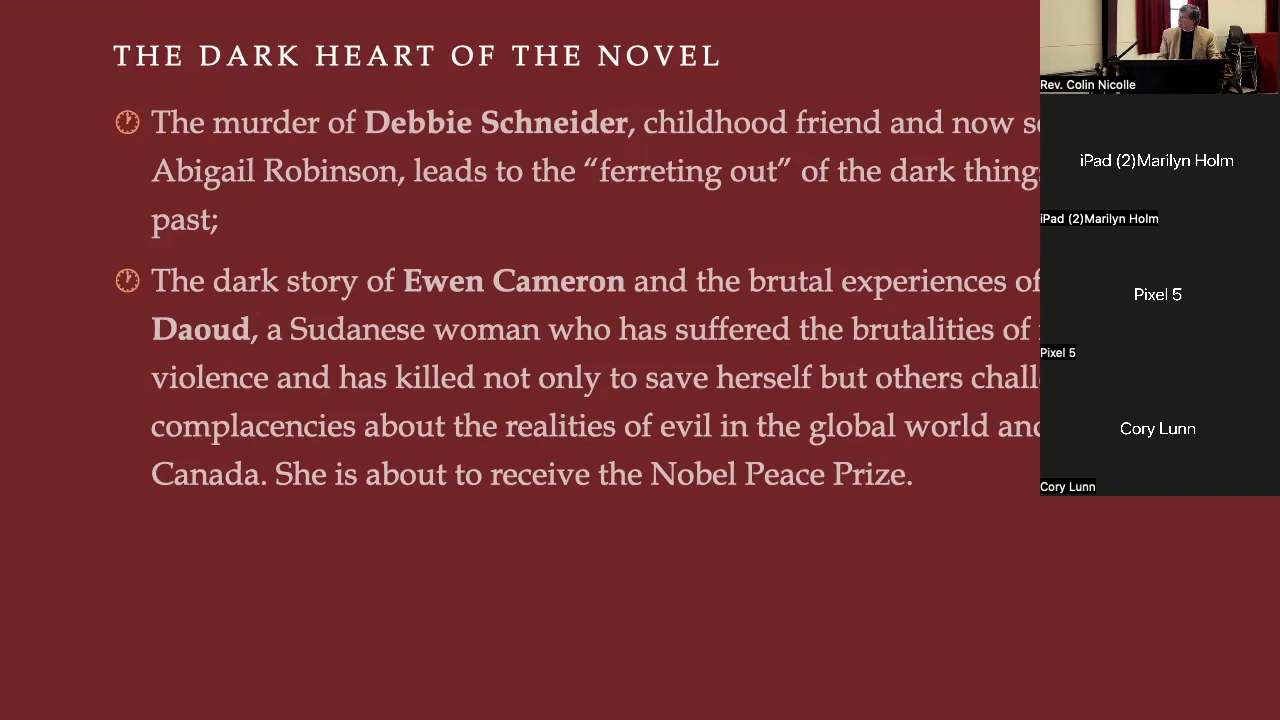 THE DARK HEART OF THE NOVEL
The murder of Debbie Schneider, childhood friend and now
Abigail Robinson, leads to the “ferreting out” of the dark things
past;
The dark story of Ewen Cameron and the brutal experiences of
Daoud, a Sudanese woman who has suffered the brutalities of
violence and has killed not only to save herself but others
complacencies about the realities of evil in the global world and
Canada. She is about to receive the Nobel Peace Prize.
Rev. Colin Nicolle
iPad (2)Marilyn Holm
iPad (2)Marilyn Holm
Pixel 5
Pixel 5
Cory Lunn
Cory Lunn